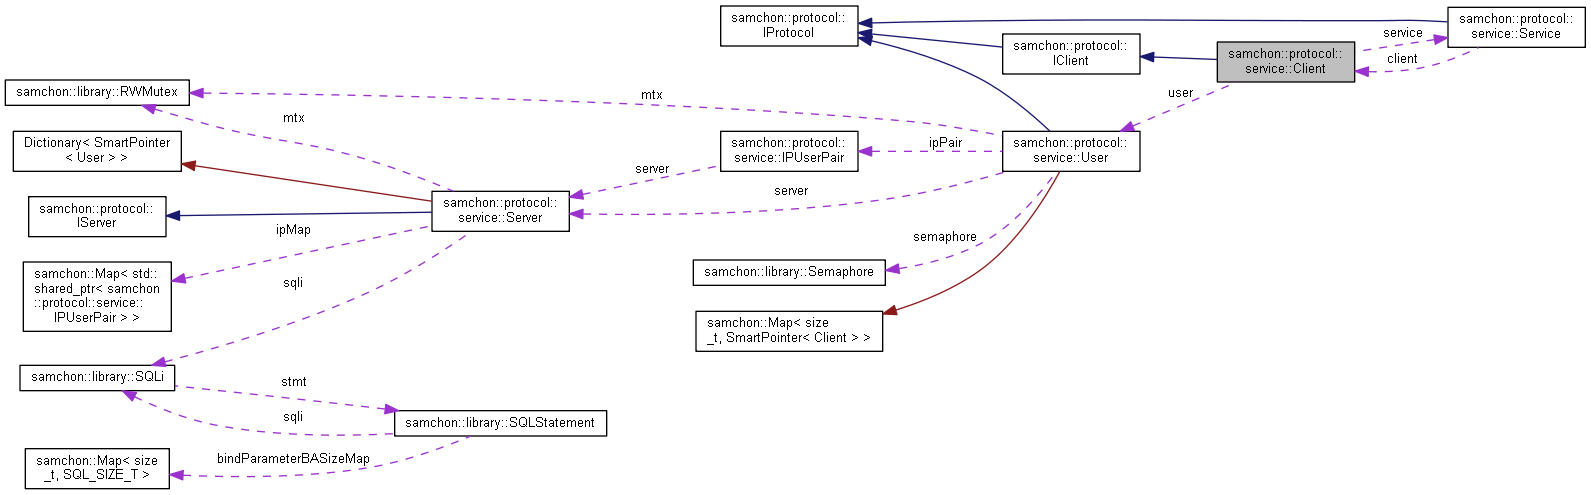 samchon::protocol::
IProtocol
samchon::protocol::
service::Service
service
client
samchon::protocol::
IClient
samchon::protocol::
service::Client
samchon::library::RWMutex
mtx
mtx
user
Dictionary< SmartPointer
< User > >
samchon::protocol::
service::IPUserPair
ipPair
samchon::protocol::
service::User
server
server
samchon::protocol::
IServer
samchon::protocol::
service::Server
ipMap
semaphore
samchon::Map< std::
shared_ptr< samchon
::protocol::service::
IPUserPair > >
sqli
samchon::library::Semaphore
samchon::Map< size
_t, SmartPointer< Client > >
samchon::library::SQLi
stmt
sqli
samchon::library::SQLStatement
samchon::Map< size
_t, SQL_SIZE_T >
bindParameterBASizeMap